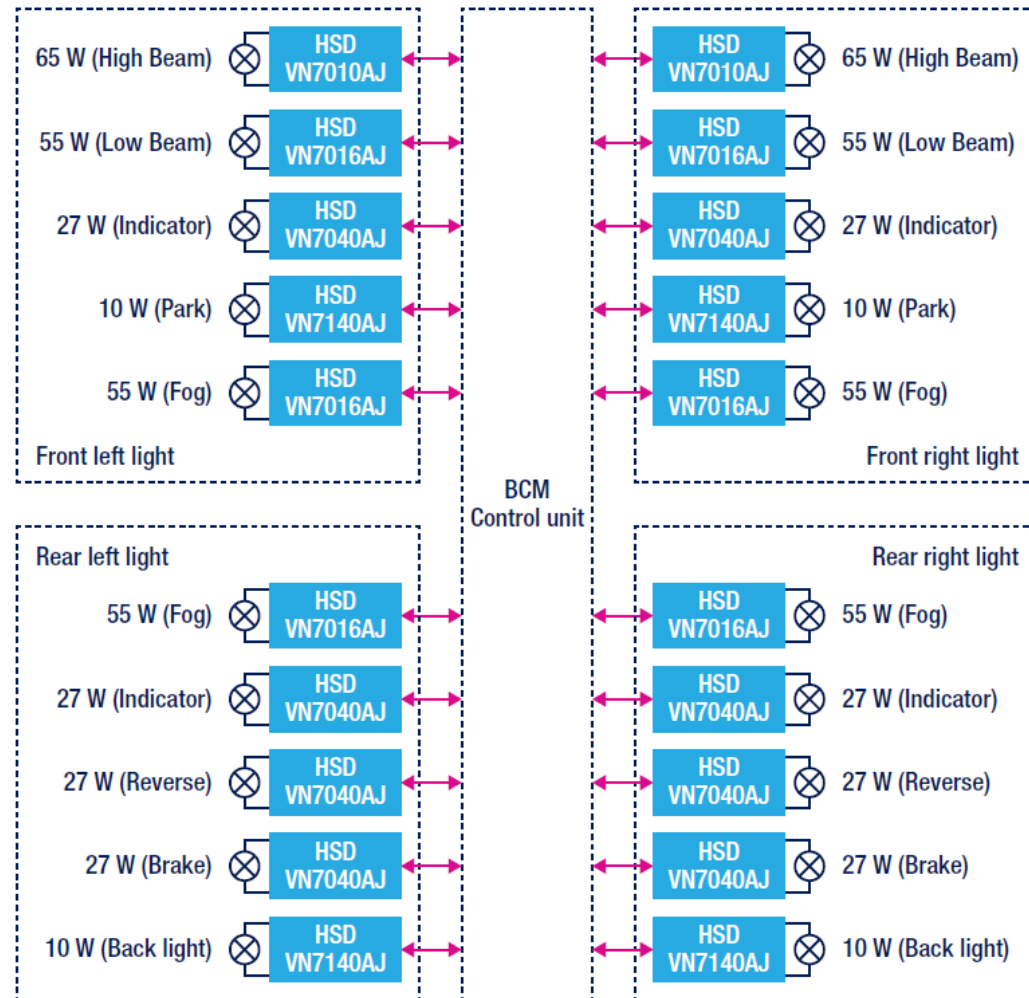 65 W (High Beam)
HSD
VN7010AJ
55 W (Low Beam)
HSD
VN7016AJ
27 W (Indicator)
HSD
VN7040AJ
10 W (Park)
HSD
VN7140AJ
55 W (Fog)
HSD
VN7016AJ
Front left light
HSD
VN7010AJ
65 W (High Beam)
HSD
VN7016AJ
55 W (Low Beam)
HSD
VN7040AJ
27 W (Indicator)
HSD
VN7140AJ
10 W (Park)
HSD
VN7016AJ
55 W (Fog)
Front right light
BCM
Control unit
Rear left light
55 W (Fog)
HSD
VN7016AJ
27 W (Indicator)
HSD
VN7040AJ
27 W (Reverse)
HSD
VN7040AJ
27 W (Brake)
HSD
VN7040AJ
10 W (Back light)
HSD
VN7140AJ
Rear right light
HSD
VN7016AJ
55 W (Fog)
HSD
VN7040AJ
27 W (Indicator)
HSD
VN7040AJ
27 W (Reverse)
HSD
VN7040AJ
27 W (Brake)
HSD
VN7140AJ
10 W (Back light)